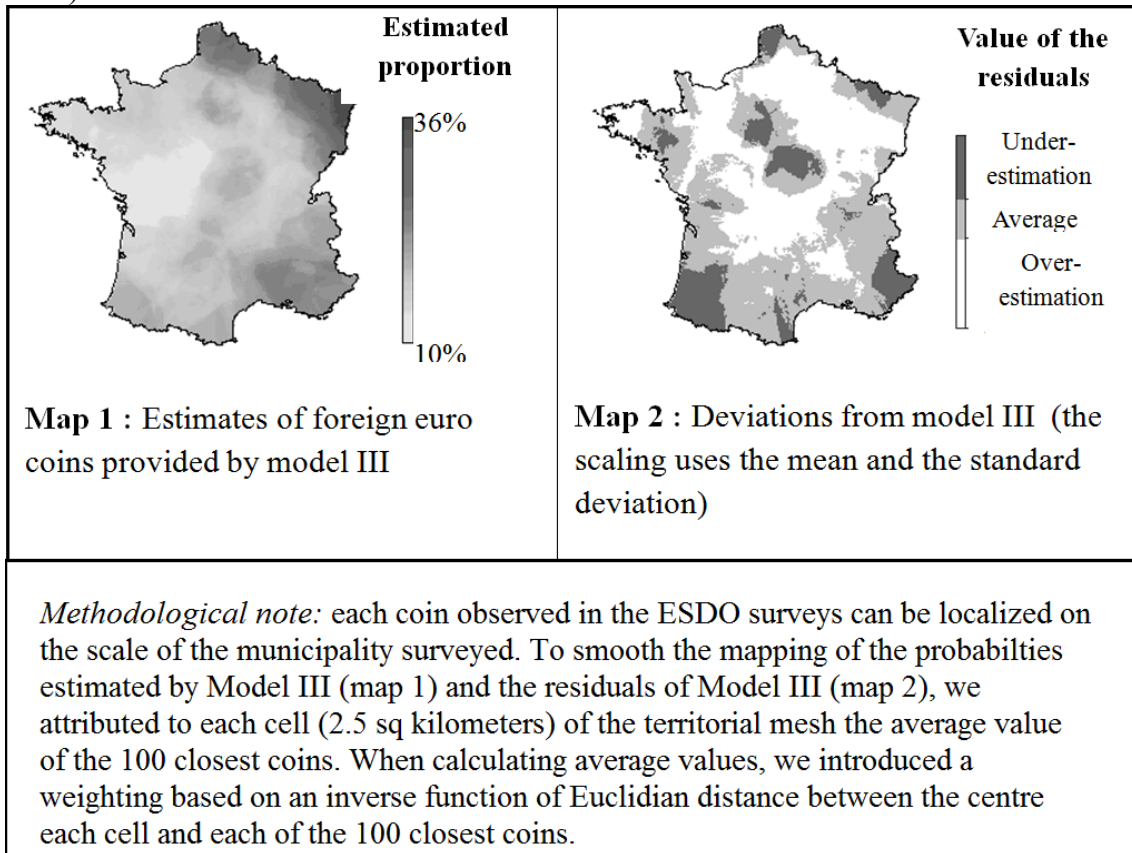 Estimated
proportion
36%
10%
Map 1 : Estimates of foreign euro
coins provided by model III
Value of the
residuals
Under-
estimation
Average
Over-
estimation
Map 2 : Deviations from model III (the
scaling uses the mean and the standard
deviation)
Methodological note: each coin observed in the ESDO surveys can be localized on
the scale of the municipality surveyed. To smooth the mapping of the probabilties
estimated by Model III (map 1) and the residuals of Model III (map 2), we
attributed to each cell (2.5 sq kilometers) of the territorial mesh the average value
of the 100 closest coins. When calculating average values, we introduced a
weighting based on an inverse function of Euclidian distance between the centre
each cell and each of the 100 closest coins.